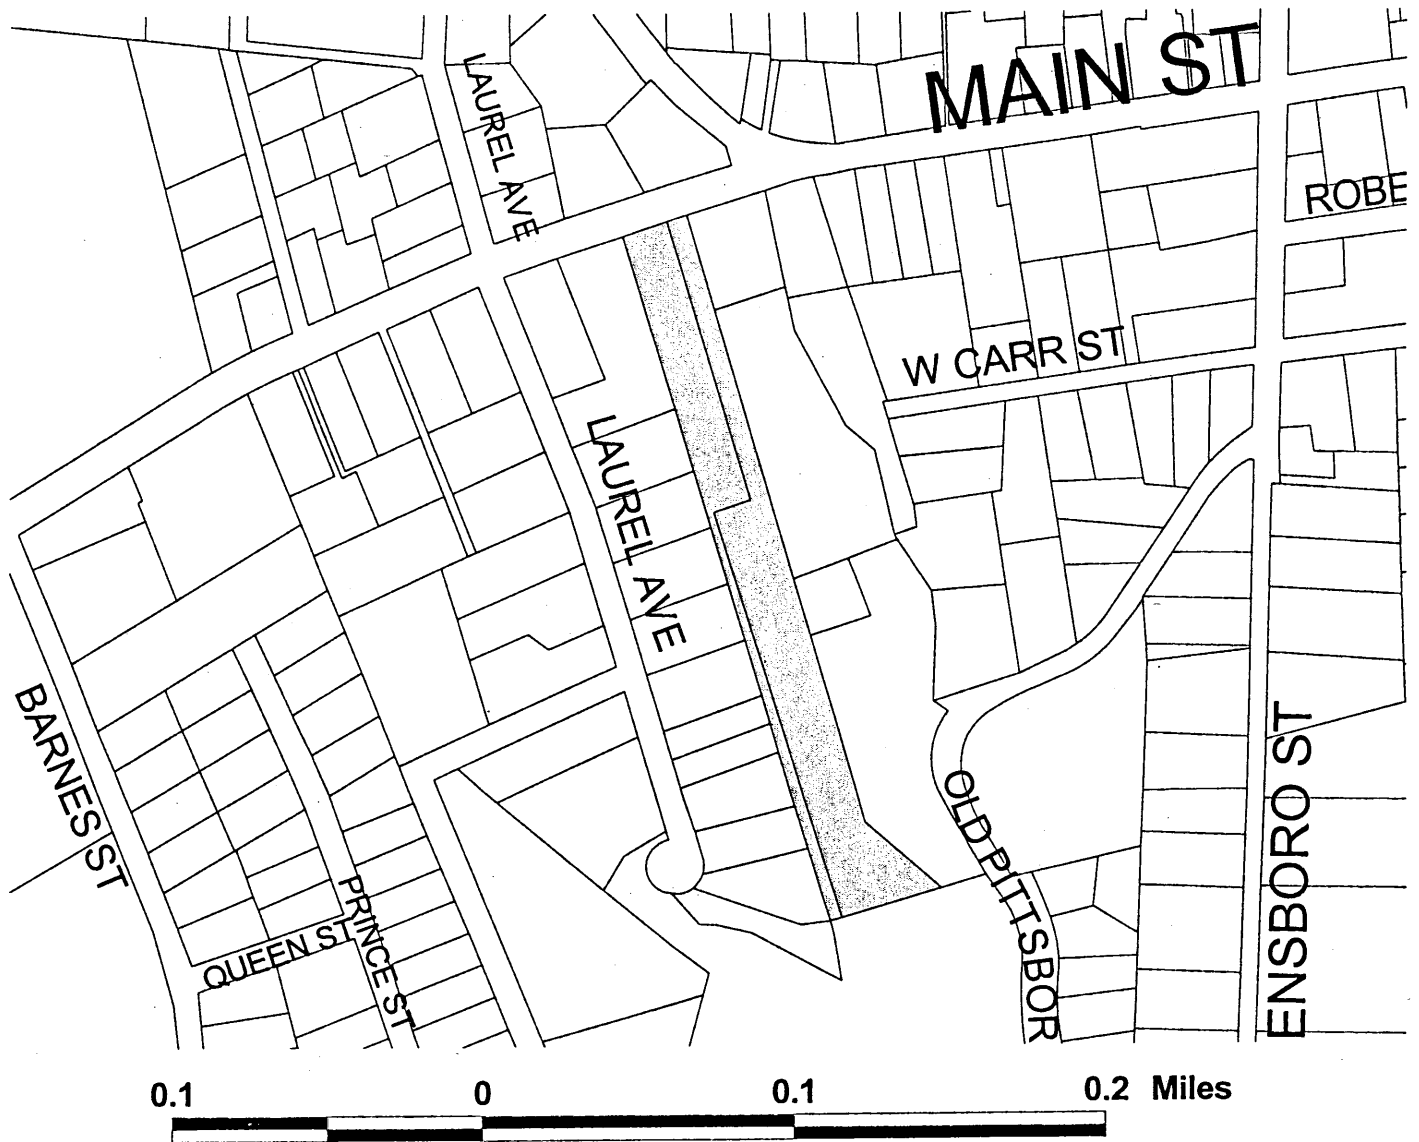 MAIN ST
LAUREL AVE
ROBE
W CARR ST
LAUREL AVE
BARNES ST
OLD PITTSBOR
ENSBORO ST
PRINCE ST
QUEEN ST
0.1 0 0.1 0.2 Miles